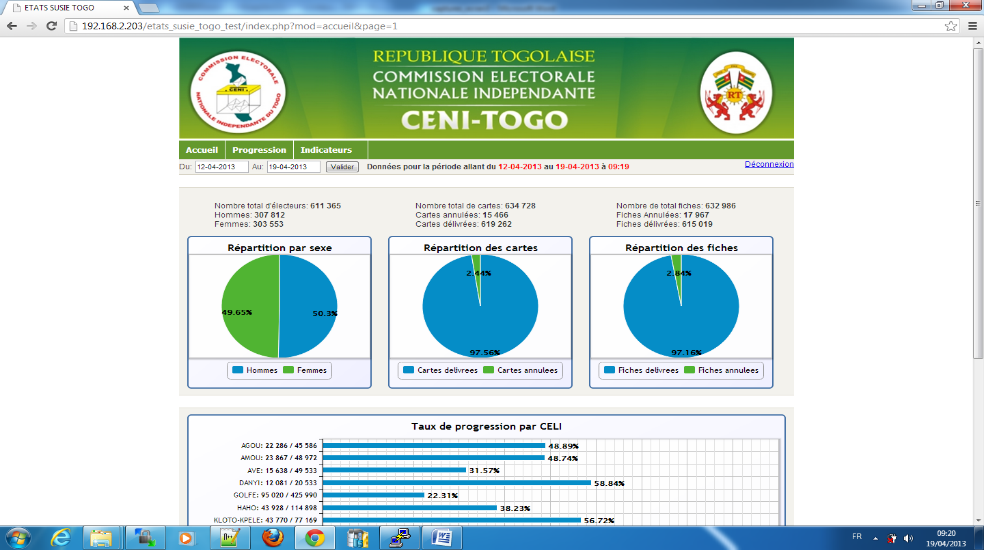 ETATS SUSIE TOGO
192.168.2.203/etats_susie_togo_test/index.php?mod=accueil&page=1
COMMISSION ELECTORALE
CENI
NATIONALE INDEPENDANTE DU TOGO
REPUBLIQUE TOGOLAISE
COMMISSION ELECTORALE
NATIONALE INDEPENDANTE
CENI-TOGO
RT
Accueil Progression Indicateurs
Du: 12-04-2013 Au: 19-04-2013 Valider Données pour la période allant du 12-04-2013 au 19-04-2013 à 09:19 Déconnexion
Nombre total d'électeurs: 611 365
Hommes: 307 812
Femmes: 303 553
Nombre total de cartes: 634 728
Cartes annulées: 15 466
Cartes délivrées: 619 262
Nombre de total fiches: 632 986
Fiches Annulées: 17 967
Fiches délivrées: 615 019
Répartition par sexe
49.65%
50.3%
Hommes Femmes
Répartition des cartes
2.44%
97.56%
Cartes delivrees Cartes annulees
Répartition des fiches
2.84%
97.16%
Fiches delivrees Fiches annulees
Taux de progression par CELI
AGOU: 22 286 / 45 586 48.89%
AMOU: 23 867 / 48 972 48.74%
AVE: 15 638 / 49 533 31.57%
DANYI: 12 081 / 20 533 58.84%
GOLFE: 95 020 / 425 990 22.31%
HAHO: 43 928 / 114 898 38.23%
KLOTO-KPELE: 43 770 / 77 169 56.72%
FR 09:20
19/04/2013